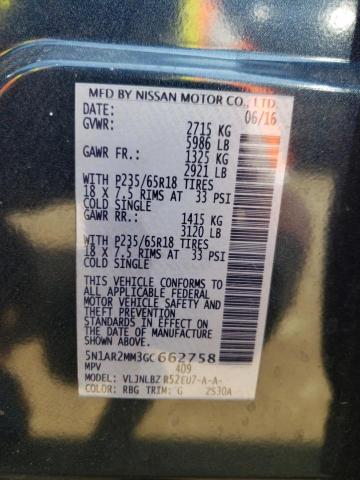 MFD BY NISSAN MOTOR CO., LTD.
DATE: 06/16
GVWR: 2715 KG
5986 LB
GAWR FR.: 1325 KG
2921 LB
WITH P235/65R18 TIRES
18 X 7.5 RIMS AT 33 PSI
COLD SINGLE
GAWR RR.: 1415 KG
3120 LB
WITH P235/65R18 TIRES
18 X 7.5 RIMS AT 33 PSI
COLD SINGLE
THIS VEHICLE CONFORMS TO
ALL APPLICABLE FEDERAL
MOTOR VEHICLE SAFETY AND
THEFT PREVENTION
STANDARDS IN EFFECT ON
THE DATE OF MANUFACTURE
SHOWN ABOVE.
5N1AR2MM3GC662758
MPV 409
MODEL: VLJNLBZ R52EU7-A-A-
COLOR: RBG TRIM: G 2S30A